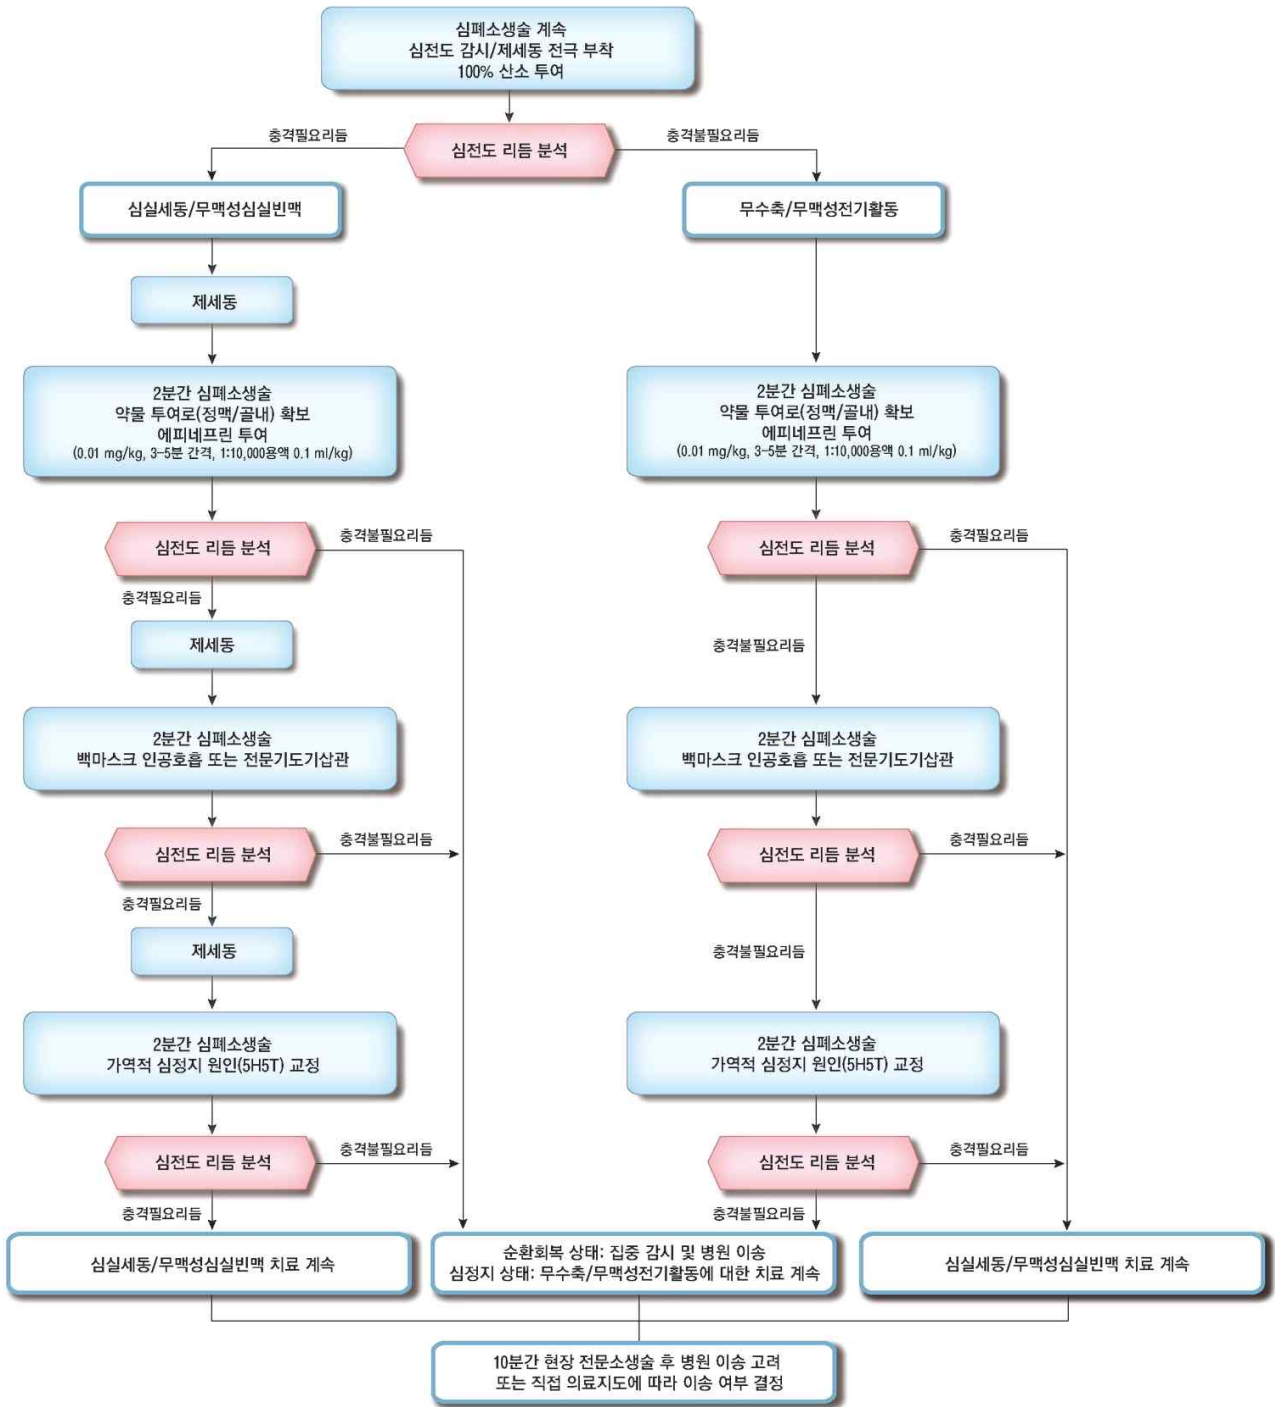 심폐소생술 계속
심전도 감시/제세동 전극 부착
100% 산소 투여
충격필요리듬
심전도 리듬 분석
충격불필요리듬
심실세동/무맥성심실빈맥
무수축/무맥성전기활동
제세동
2분간 심폐소생술
약물 투여로(정맥/골내) 확보
에피네프린 투여
(0.01 mg/kg, 3-5분 간격, 1:10,000용액 0.1 ml/kg)
2분간 심폐소생술
약물 투여로(정맥/골내) 확보
에피네프린 투여
(0.01 mg/kg, 3-5분 간격, 1:10,000용액 0.1 ml/kg)
심전도 리듬 분석
충격불필요리듬
심전도 리듬 분석
충격필요리듬
충격필요리듬
제세동
충격불필요리듬
2분간 심폐소생술
백마스크 인공호흡 또는 전문기도기삽관
2분간 심폐소생술
백마스크 인공호흡 또는 전문기도기삽관
심전도 리듬 분석
충격불필요리듬
심전도 리듬 분석
충격필요리듬
충격필요리듬
제세동
충격불필요리듬
2분간 심폐소생술
가역적 심정지 원인(5H5T) 교정
2분간 심폐소생술
가역적 심정지 원인(5H5T) 교정
심전도 리듬 분석
충격불필요리듬
심전도 리듬 분석
충격필요리듬
충격필요리듬
충격불필요리듬
심실세동/무맥성심실빈맥 치료 계속
순환회복 상태: 집중 감시 및 병원 이송
심정지 상태: 무수축/무맥성전기활동에 대한 치료 계속
심실세동/무맥성심실빈맥 치료 계속
10분간 현장 전문소생술 후 병원 이송 고려
또는 직접 의료지도에 따라 이송 여부 결정